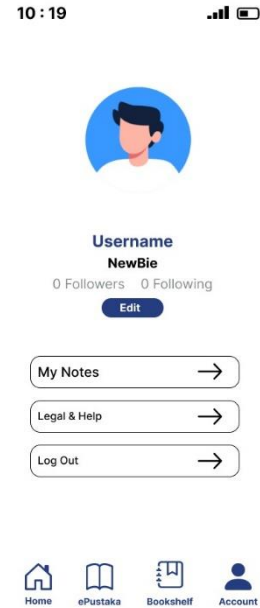 10 : 19
Username
NewBie
0 Followers 0 Following
Edit
My Notes
Legal & Help
Log Out
Home ePustaka Bookshelf Account